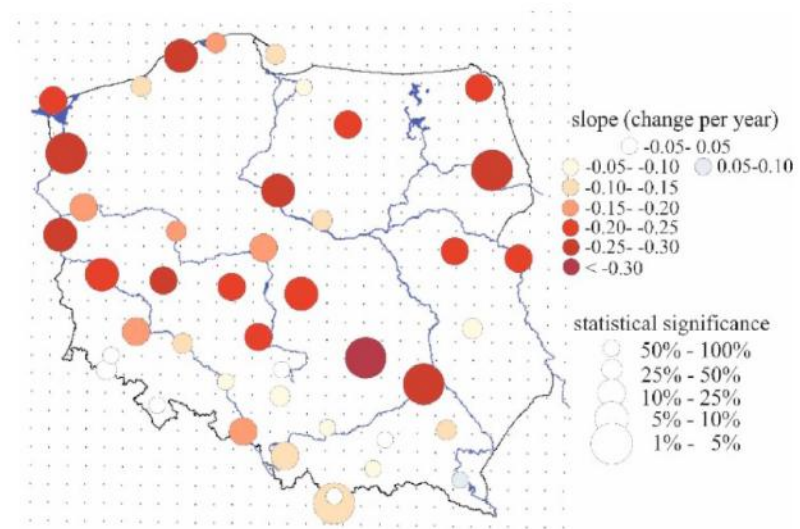 slope (change per year)
-0.05- 0.05
-0.05- -0.10 0.05-0.10
-0.10- -0.15
-0.15- -0.20
-0.20- -0.25
-0.25- -0.30
< -0.30
statistical significance
50% - 100%
25% - 50%
10% - 25%
5% - 10%
1% - 5%